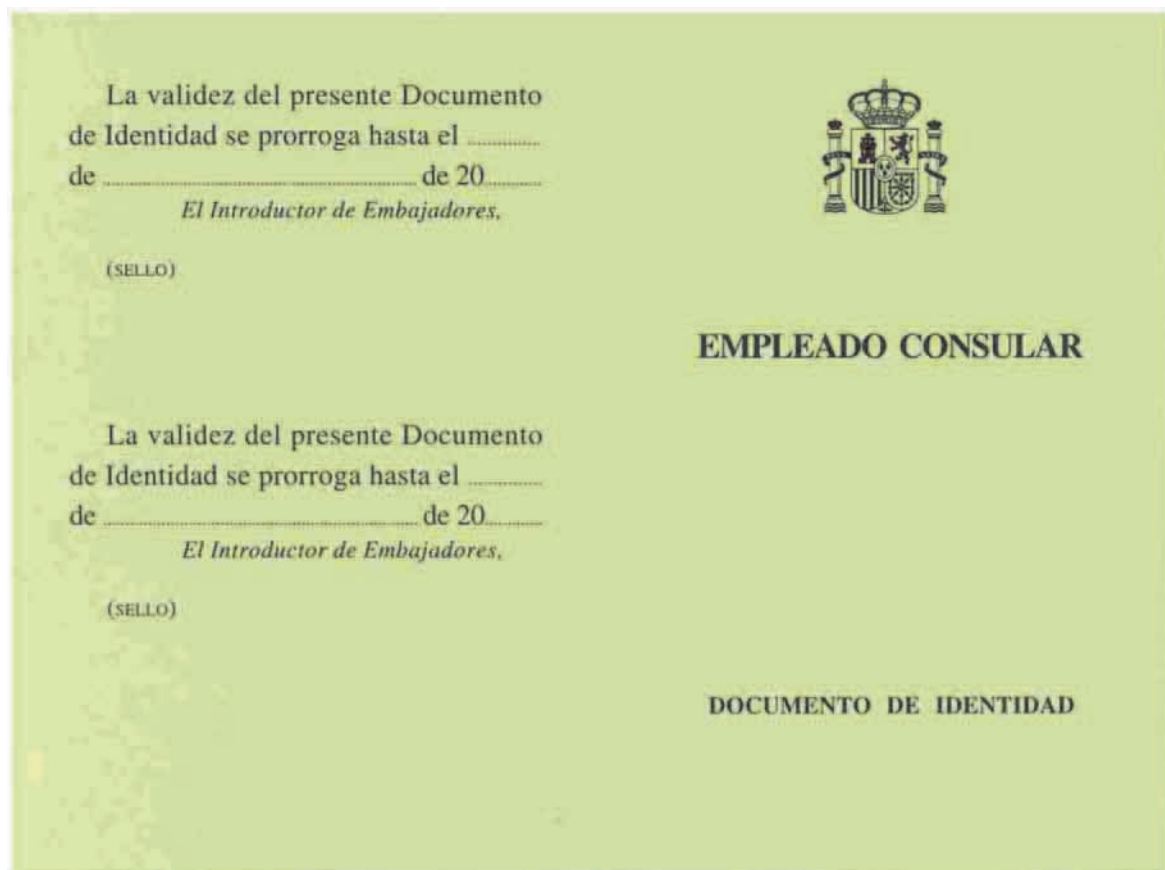 La validez del presente Documento
de Identidad se prorroga hasta el ............
de .................................................... de 20..........
El Introductor de Embajadores,
(SELLO)
La validez del presente Documento
de Identidad se prorroga hasta el ............
de .................................................... de 20..........
El Introductor de Embajadores,
(SELLO)
EMPLEADO CONSULAR
DOCUMENTO DE IDENTIDAD